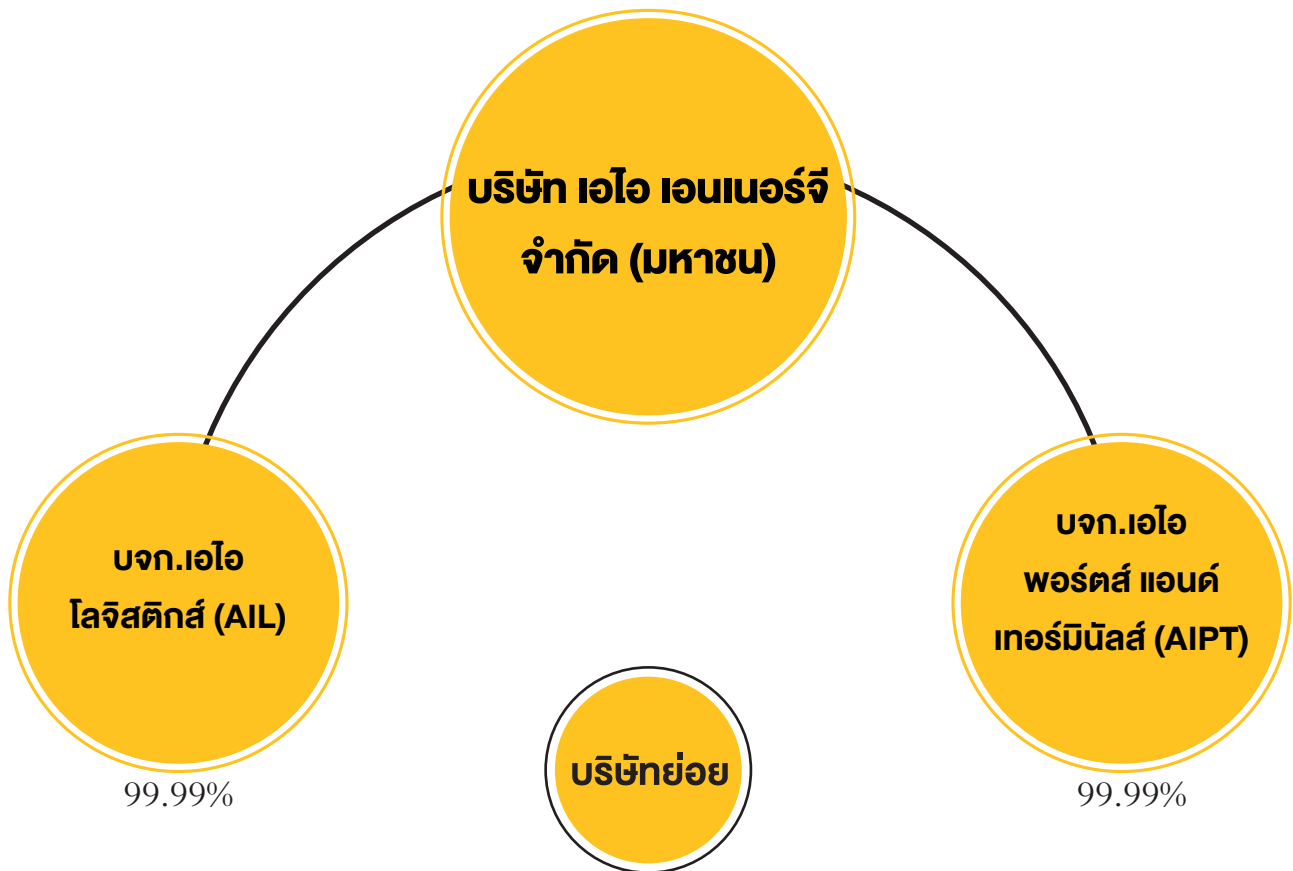 บริษัท เอไอ เอนเนอร์จี
จำกัด (มหาชน)
บจก.เอไอ
โลจิสติกส์ (AIL)
99.99%
บจก.เอไอ
พอร์ตส์ แอนด์
เทอร์มินัลส์ (AIPT)
99.99%
บริษัทย่อย